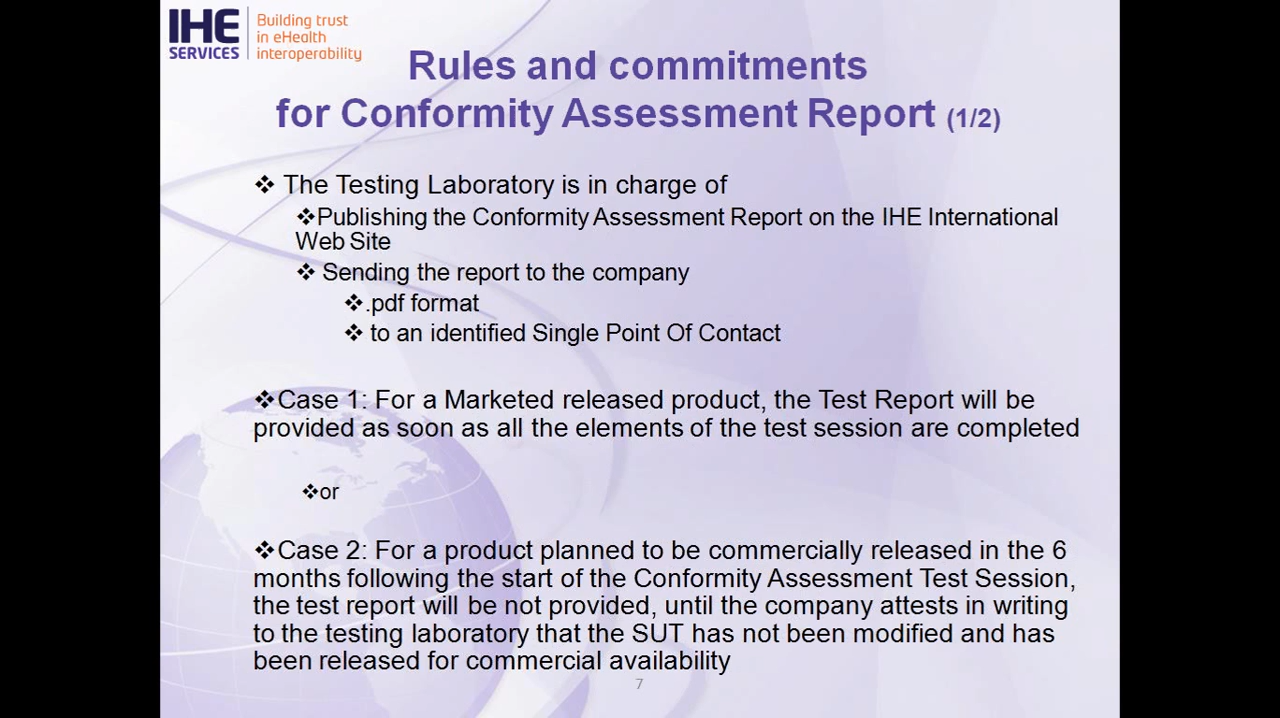 IHE
SERVICES
Building trust
in eHealth
interoperability
Rules and commitments
for Conformity Assessment Report (1/2)
❖ The Testing Laboratory is in charge of
❖Publishing the Conformity Assessment Report on the IHE International
Web Site
❖ Sending the report to the company
❖.pdf format
❖ to an identified Single Point Of Contact
❖Case 1: For a Marketed released product, the Test Report will be
provided as soon as all the elements of the test session are completed
❖or
❖Case 2: For a product planned to be commercially released in the 6
months following the start of the Conformity Assessment Test Session,
the test report will be not provided, until the company attests in writing
to the testing laboratory that the SUT has not been modified and has
been released for commercial availability
7